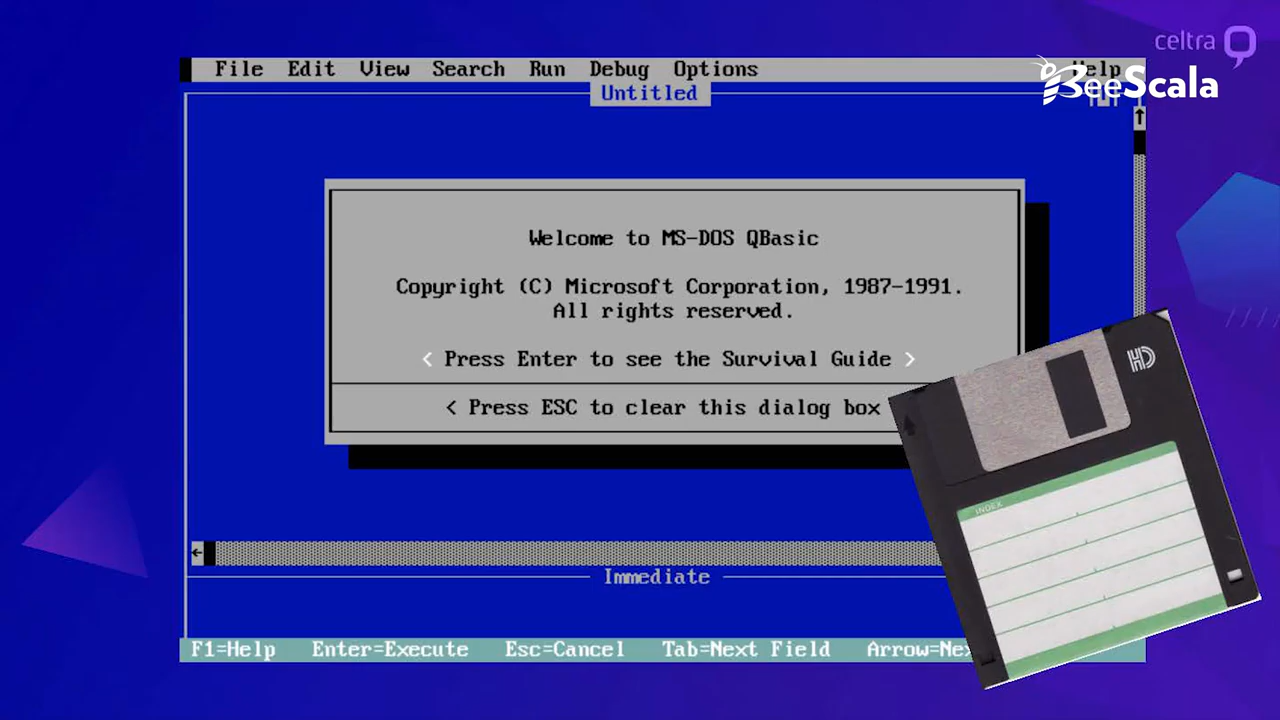 celtra
BeeScala
File Edit View Search Run Debug Options Help
Untitled
Welcome to MS-DOS QBasic
Copyright (C) Microsoft Corporation, 1987-1991.
All rights reserved.
< Press Enter to see the Survival Guide >
< Press ESC to clear this dialog box
HD
INDEX
Immediate
F1=Help Enter=Execute Esc=Cancel Tab=Next Field